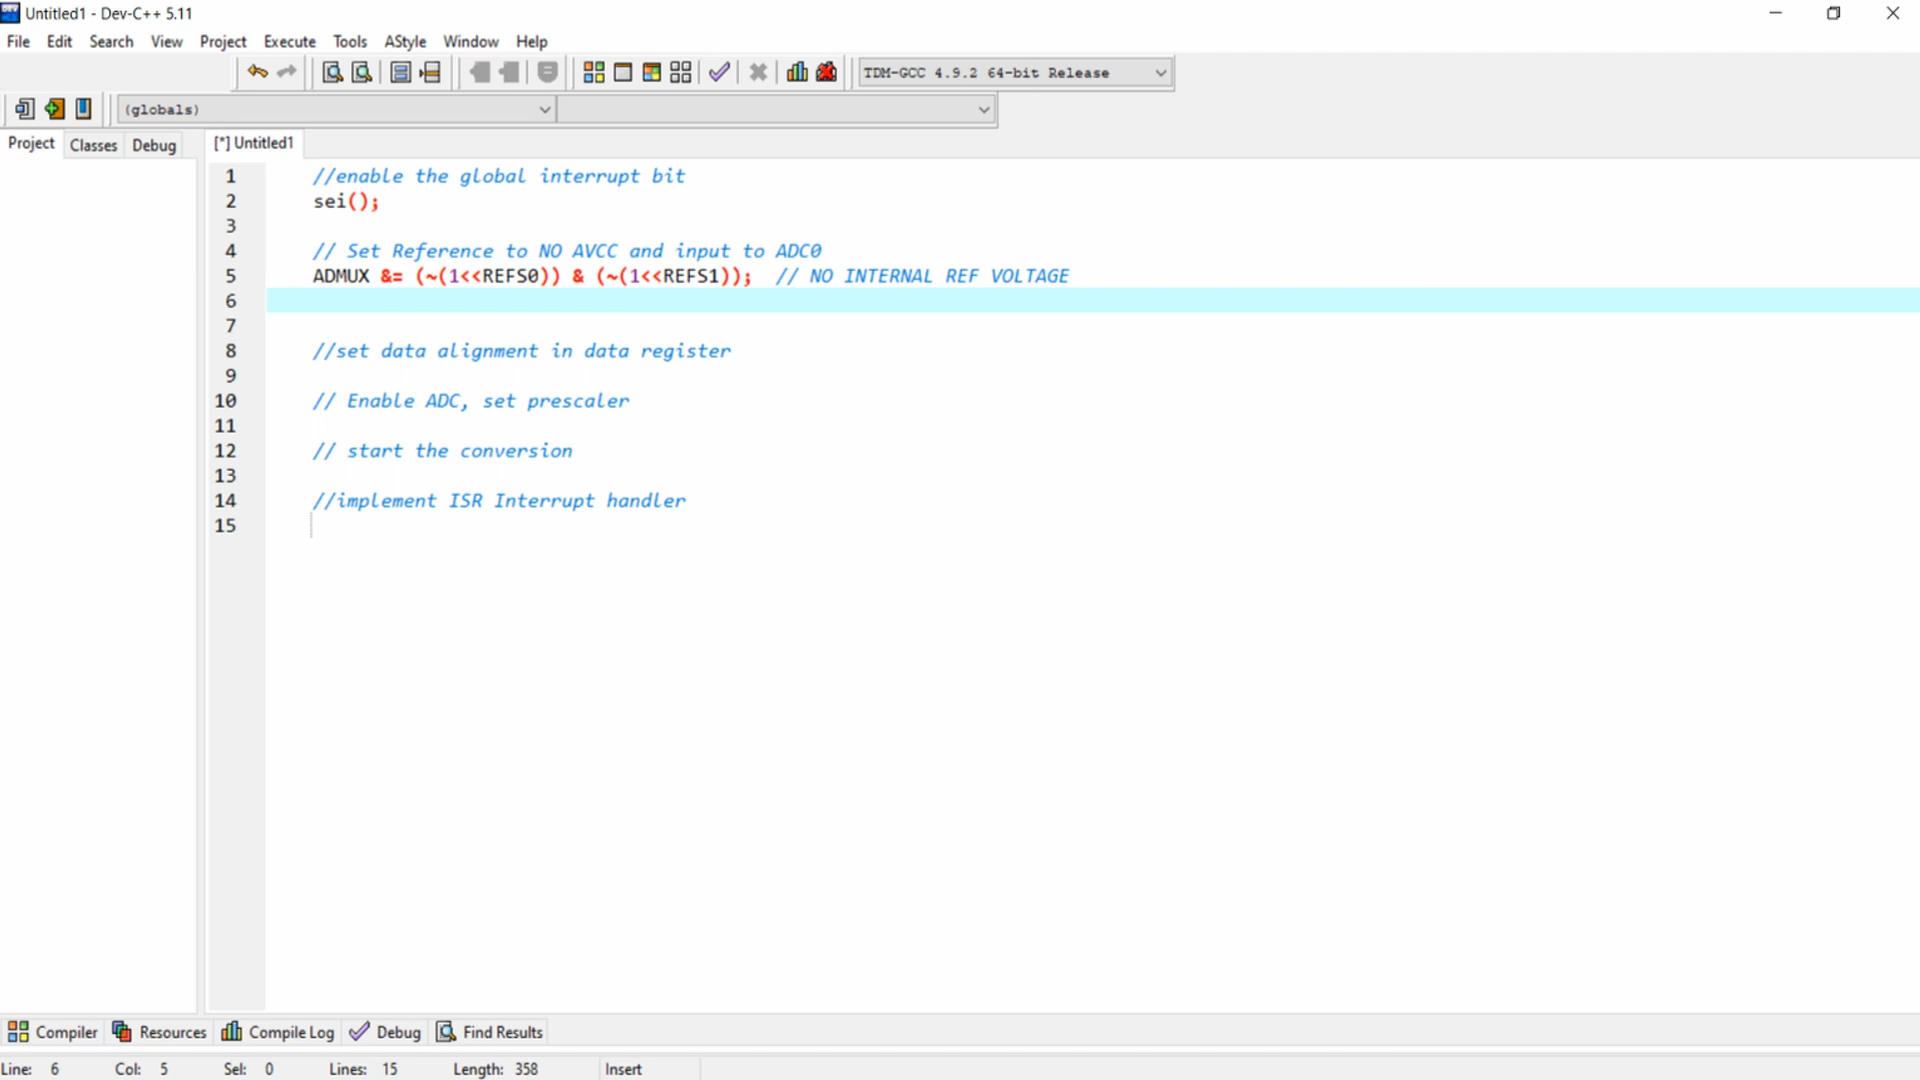 Untitled1 - Dev-C++ 5.11
File Edit Search View Project Execute Tools AStyle Window Help
TDM-GCC 4.9.2 64-bit Release
(globals)
Project Classes Debug [*] Untitled1
1 //enable the global interrupt bit
2 sei();
3
4 // Set Reference to NO AVCC and input to ADC0
5 ADMUX &= (~(1<<REFS0)) & (~(1<<REFS1)); // NO INTERNAL REF VOLTAGE
6
7
8 //set data alignment in data register
9
10 // Enable ADC, set prescaler
11
12 // start the conversion
13
14 //implement ISR Interrupt handler
15
Compiler Resources Compile Log Debug Find Results
Line: 6 Col: 5 Sel: 0 Lines: 15 Length: 358 Insert